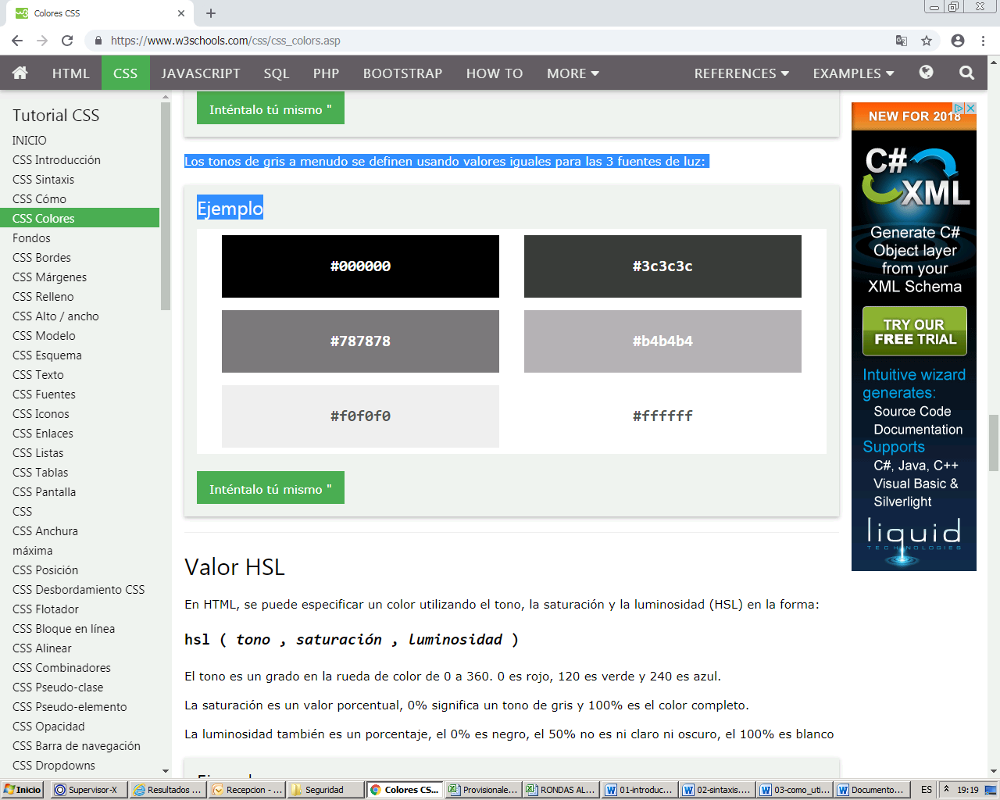 Colores CSS
https://www.w3schools.com/css/css_colors.asp
HTML CSS JAVASCRIPT SQL PHP BOOTSTRAP HOW TO MORE REFERENCES EXAMPLES
Tutorial CSS
INICIO
CSS Introducción
CSS Sintaxis
CSS Cómo
CSS Colores
Fondos
CSS Bordes
CSS Márgenes
CSS Relleno
CSS Alto / ancho
CSS Modelo
CSS Esquema
CSS Texto
CSS Fuentes
CSS Iconos
CSS Enlaces
CSS Listas
CSS Tablas
CSS Pantalla
CSS
CSS Anchura
máxima
CSS Posición
CSS Desbordamiento CSS
CSS Flotador
CSS Bloque en línea
CSS Alinear
CSS Combinadores
CSS Pseudo-clase
CSS Pseudo-elemento
CSS Opacidad
CSS Barra de navegación
CSS Dropdowns
Inténtalo tú mismo "
Los tonos de gris a menudo se definen usando valores iguales para las 3 fuentes de luz:
Ejemplo
#000000 #3c3c3c
#787878 #b4b4b4
#f0f0f0 #ffffff
Inténtalo tú mismo "
Valor HSL
En HTML, se puede especificar un color utilizando el tono, la saturación y la luminosidad (HSL) en la forma:
hsl ( tono , saturación , luminosidad )
El tono es un grado en la rueda de color de 0 a 360. 0 es rojo, 120 es verde y 240 es azul.
La saturación es un valor porcentual, 0% significa un tono de gris y 100% es el color completo.
La luminosidad también es un porcentaje, el 0% es negro, el 50% no es ni claro ni oscuro, el 100% es blanco
NEW FOR 2018
C#
XML
Generate C#
Object layer
from your
XML Schema
TRY OUR
FREE TRIAL
Intuitive wizard
generates:
Source Code
Documentation
Supports
C#, Java, C++
Visual Basic &
Silverlight
liquid
TECHNOLOGIES
Inicio Supervisor-X Resultados ... Recepcion - ... Seguridad Colores CS... Provisionale... RONDAS AL... 01-introduc... 02-sintaxis.... 03-como_uti... Documento... ES 19:19